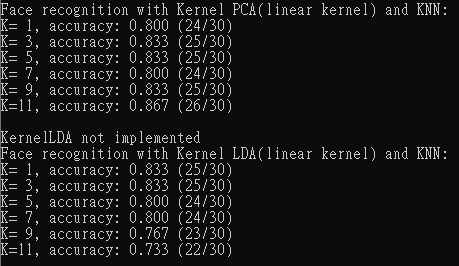 Face recognition with Kernel PCA(linear kernel) and KNN:
K= 1, accuracy: 0.800 (24/30)
K= 3, accuracy: 0.833 (25/30)
K= 5, accuracy: 0.833 (25/30)
K= 7, accuracy: 0.800 (24/30)
K= 9, accuracy: 0.833 (25/30)
K=11, accuracy: 0.867 (26/30)
KernelLDA not implemented
Face recognition with Kernel LDA(linear kernel) and KNN:
K= 1, accuracy: 0.833 (25/30)
K= 3, accuracy: 0.833 (25/30)
K= 5, accuracy: 0.800 (24/30)
K= 7, accuracy: 0.800 (24/30)
K= 9, accuracy: 0.767 (23/30)
K=11, accuracy: 0.733 (22/30)